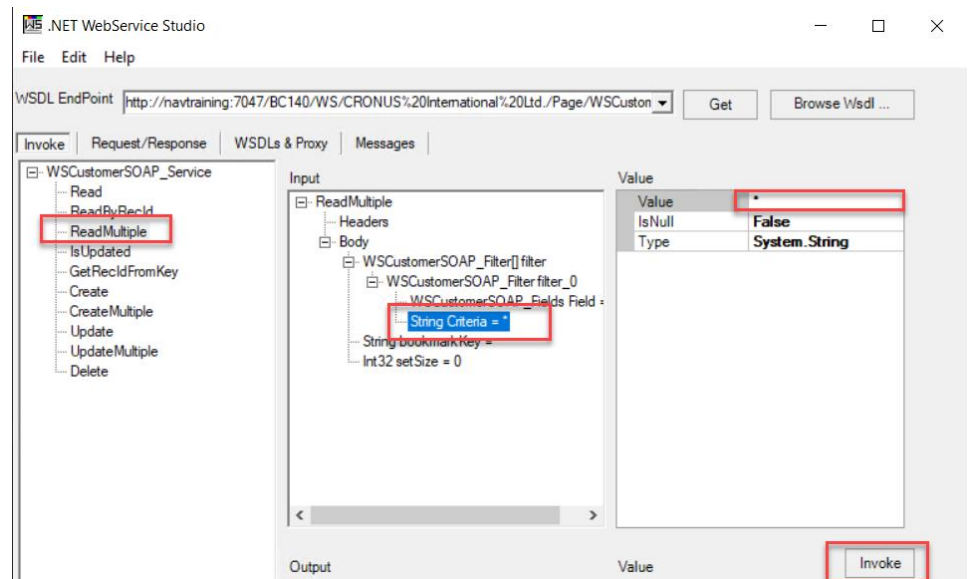 WS .NET WebService Studio
File Edit Help
WSDL EndPoint http://navtraining:7047/BC140/WS/CRONUS%20International%20Ltd./Page/WSCuston Get Browse Wsdl ...
Invoke Request/Response WSDLs & Proxy Messages
WSCustomerSOAP_Service
Read
ReadByRecId
ReadMultiple
IsUpdated
GetRecIdFromKey
Create
CreateMultiple
Update
UpdateMultiple
Delete
Input
ReadMultiple
Headers
Body
WSCustomerSOAP_Filter[] filter
WSCustomerSOAP_Filter filter_0
WSCustomerSOAP_Fields Field =
String Criteria = *
String bookmarkKey =
Int32 setSize = 0
Value
Value *
IsNull False
Type System.String
Output
Value
Invoke